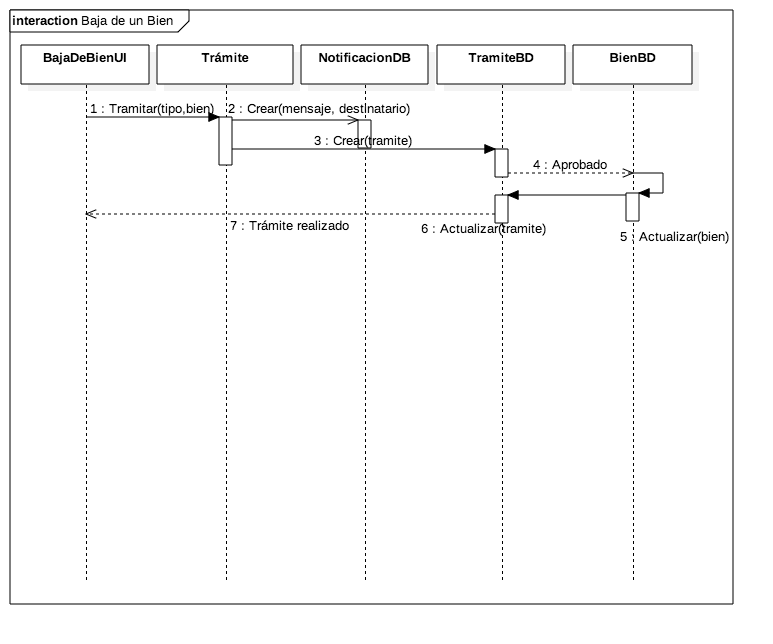 interaction Baja de un Bien
BajaDeBienUI
Trámite
NotificacionDB
TramiteBD
BienBD
1 : Tramitar(tipo,bien)
2 : Crear(mensaje, destinatario)
3 : Crear(tramite)
4 : Aprobado
7 : Trámite realizado
6 : Actualizar(tramite)
5 : Actualizar(bien)